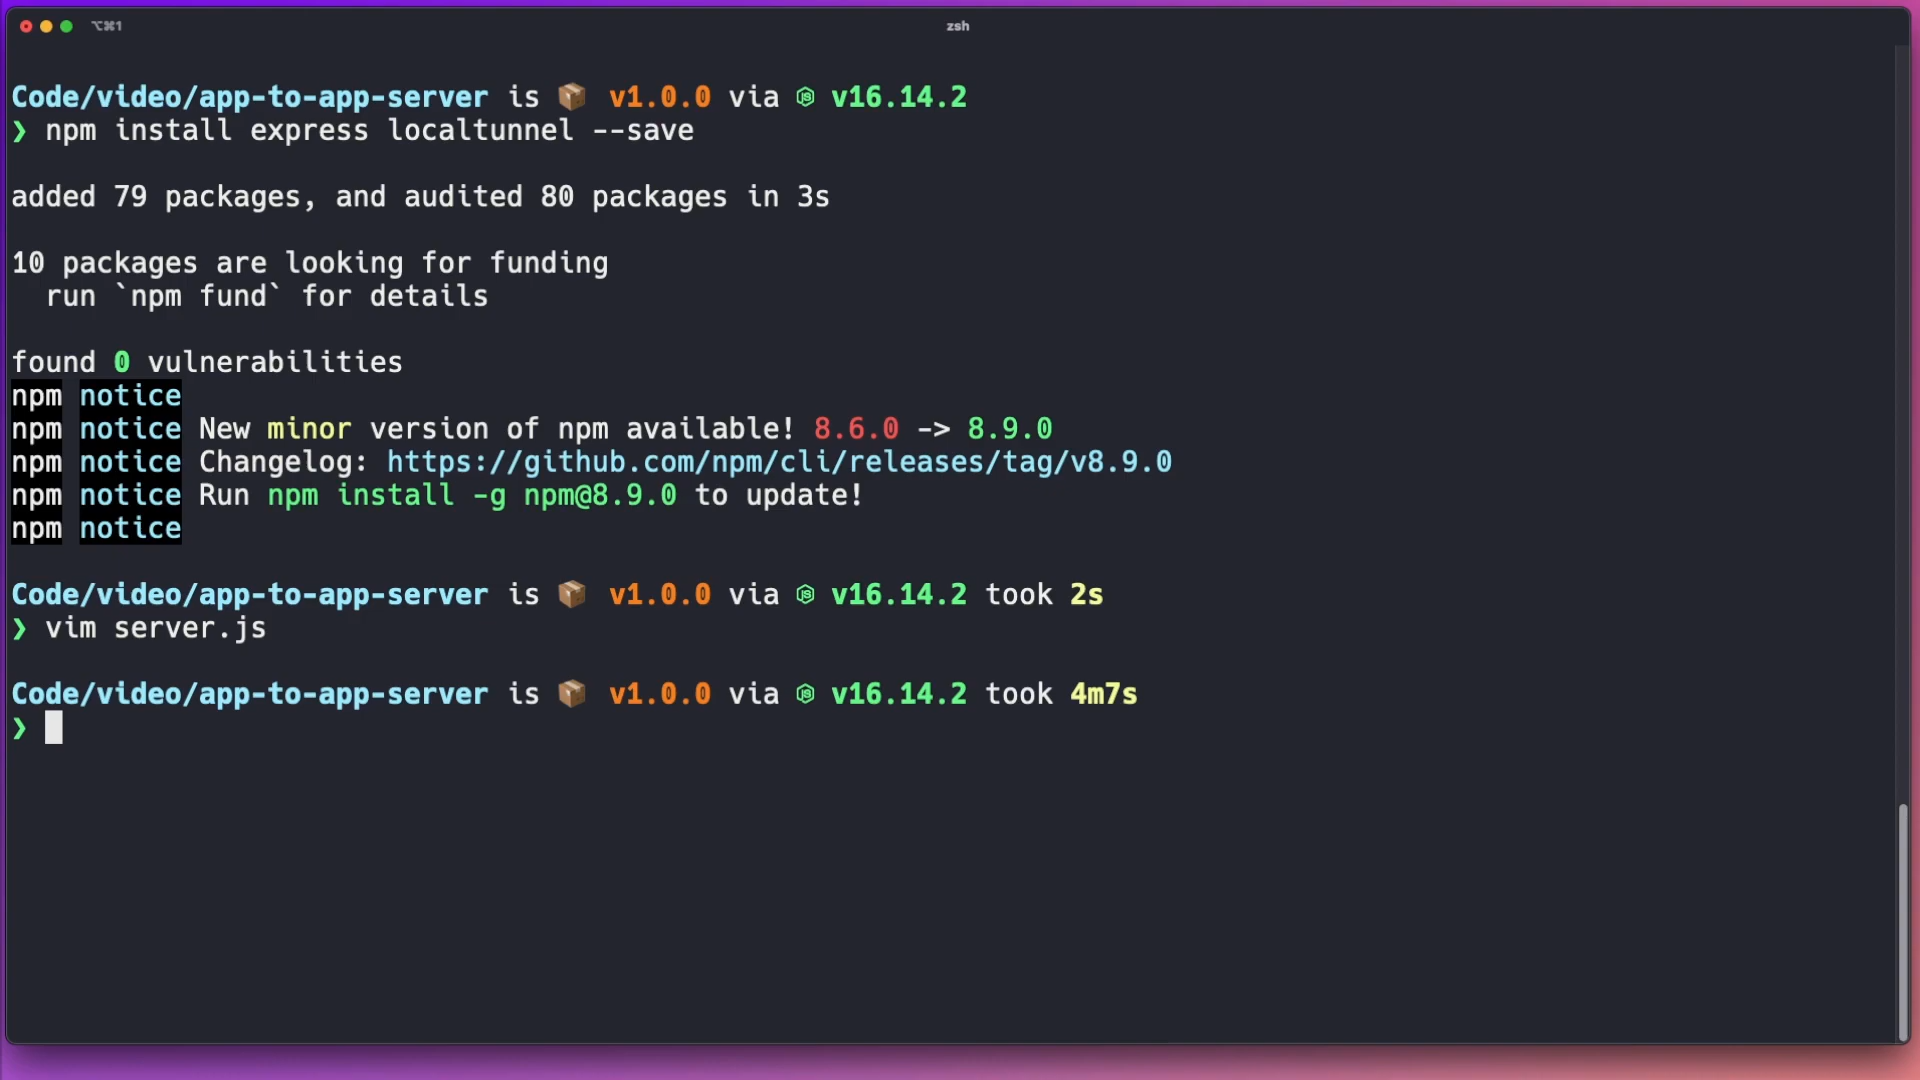 ⌥⌘1
zsh
Code/video/app-to-app-server is 📦 v1.0.0 via v16.14.2
❯ npm install express localtunnel --save
added 79 packages, and audited 80 packages in 3s
10 packages are looking for funding
run `npm fund` for details
found 0 vulnerabilities
npm notice
npm notice New minor version of npm available! 8.6.0 -> 8.9.0
npm notice Changelog: https://github.com/npm/cli/releases/tag/v8.9.0
npm notice Run npm install -g npm@8.9.0 to update!
npm notice
Code/video/app-to-app-server is 📦 v1.0.0 via v16.14.2 took 2s
❯ vim server.js
Code/video/app-to-app-server is 📦 v1.0.0 via v16.14.2 took 4m7s
❯